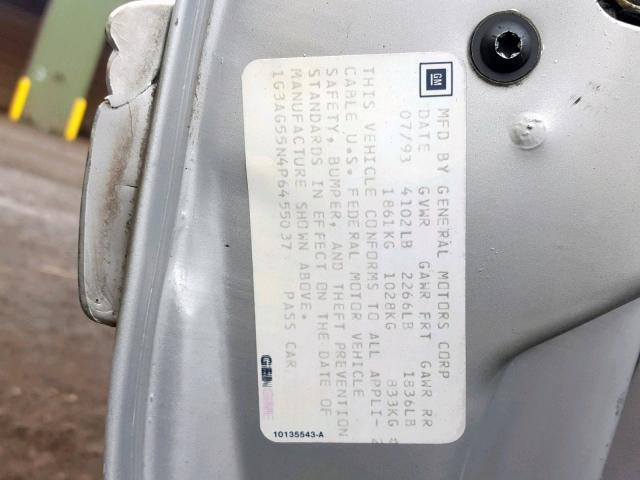 GM
MFD BY GENERAL MOTORS CORP
DATE GVWR GAWR FRT GAWR RR
07/93 4102LB 2266LB 1836LB
1861KG 1028KG 833KG
THIS VEHICLE CONFORMS TO ALL APPLI-
CABLE U.S. FEDERAL MOTOR VEHICLE
SAFETY, BUMPER, AND THEFT PREVENTION
STANDARDS IN EFFECT ON THE DATE OF
MANUFACTURE SHOWN ABOVE.
1G3AG55N4P6455037 PASS CAR
10135543-A